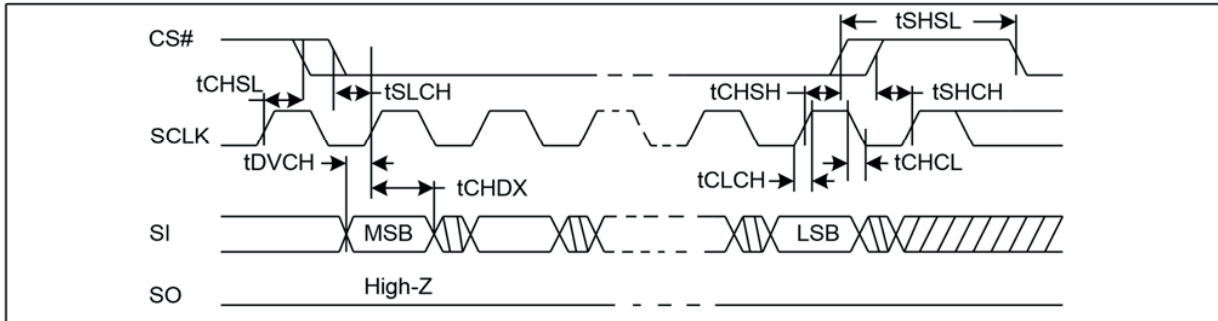 tSHSL
CS#
tCHSL
tSLCH
tCHSH
tSHCH
SCLK
tDVCH
tCHDX
tCLCH
tCHCL
SI
MSB
LSB
SO
High-Z